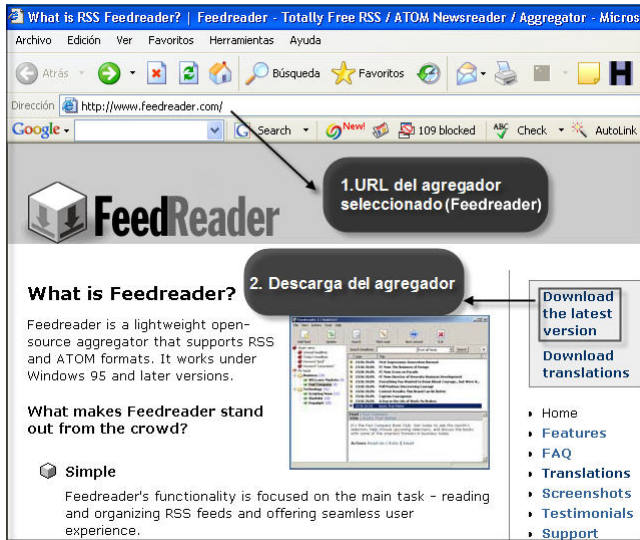 What is RSS Feedreader? | Feedreader - Totally Free RSS / ATOM Newsreader / Aggregator - Micros
Archivo Edición Ver Favoritos Herramientas Ayuda
Atrás Búsqueda Favoritos
Dirección http://www.feedreader.com/
Google Search New! 109 blocked ABC Check AutoLink
1.URL del agregador
seleccionado (Feedreader)
FeedReader
2. Descarga del agregador
What is Feedreader?
Feedreader is a lightweight open-
source aggregator that supports RSS
and ATOM formats. It works under
Windows 95 and later versions.
What makes Feedreader stand
out from the crowd?
Simple
Feedreader's functionality is focused on the main task - reading
and organizing RSS feeds and offering seamless user
experience.
Download
the latest
version
Download
translations
Home
Features
FAQ
Translations
Screenshots
Testimonials
Support